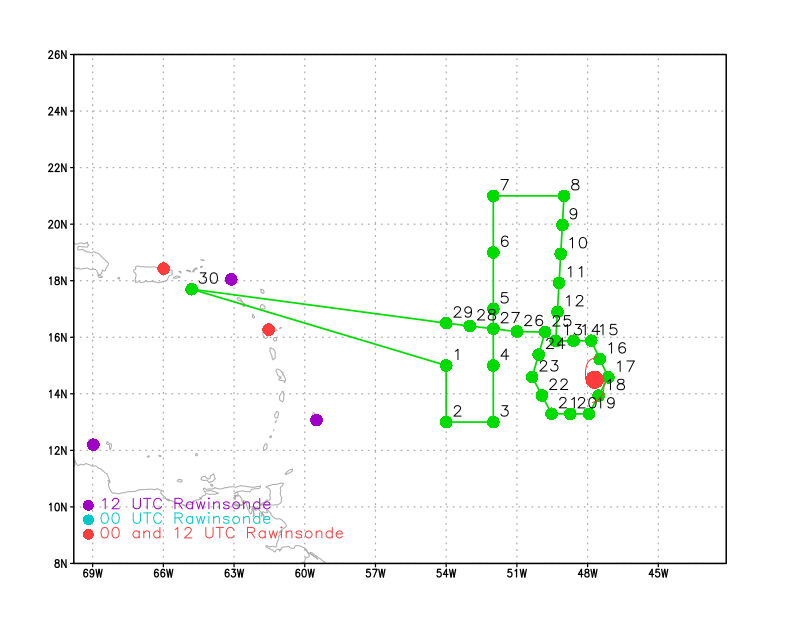 26N
24N
22N
20N
18N
16N
14N
12N
10N
8N
7 8
9
6 10
11
30
5 12
29 28 27 26 25 13 14 15
24 16
1 4 23 17
22 18
2 3 21 20 19
12 UTC Rawinsonde
00 UTC Rawinsonde
00 and 12 UTC Rawinsonde
69W 66W 63W 60W 57W 54W 51W 48W 45W